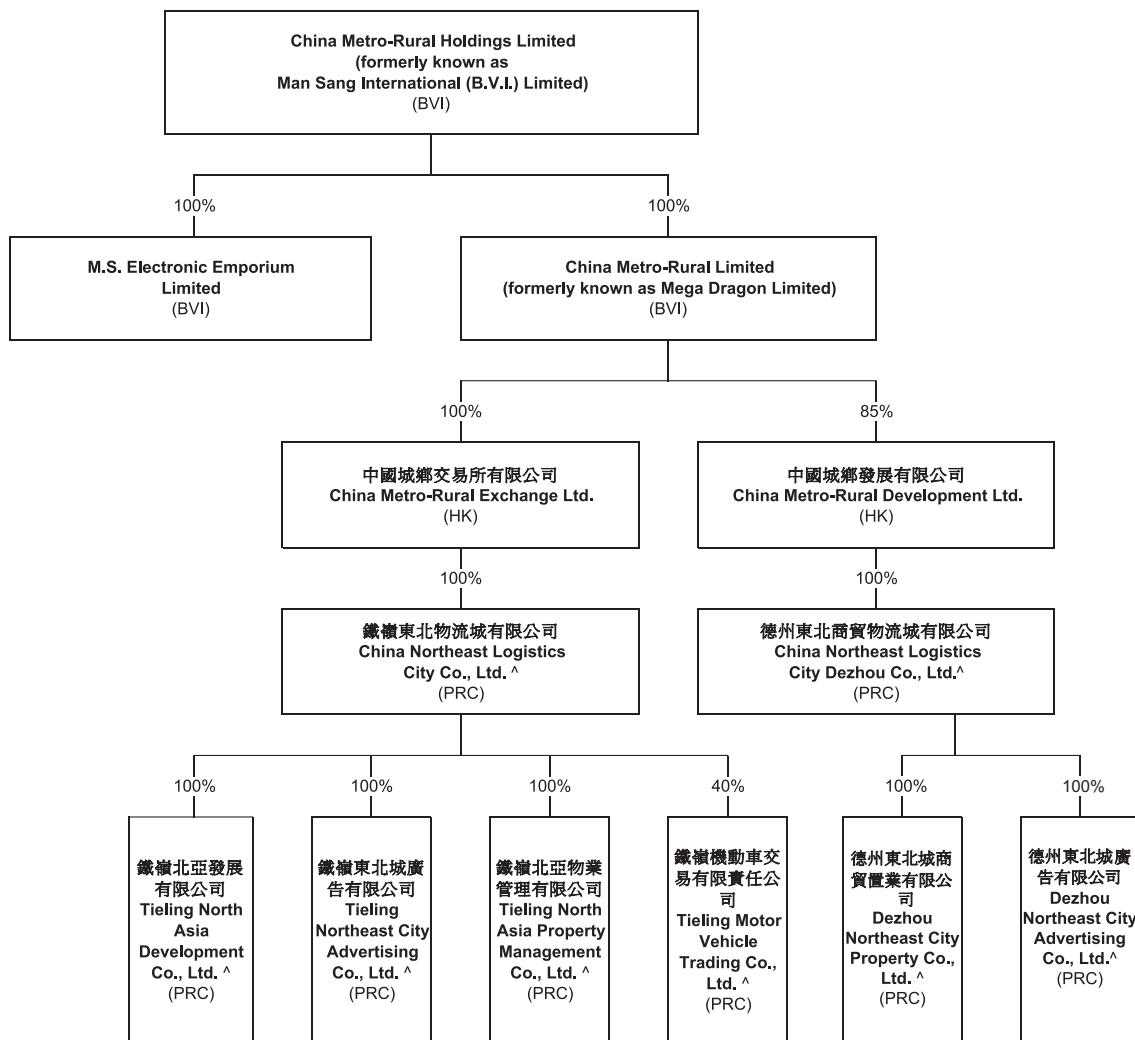 China Metro-Rural Holdings Limited
(formerly known as
Man Sang International (B.V.I.) Limited)
(BVI)
100%
100%
M.S. Electronic Emporium
Limited
(BVI)
China Metro-Rural Limited
(formerly known as Mega Dragon Limited)
(BVI)
100%
85%
中國城鄉交易所有限公司
China Metro-Rural Exchange Ltd.
(HK)
中國城鄉發展有限公司
China Metro-Rural Development Ltd.
(HK)
100%
100%
鐵嶺東北物流城有限公司
China Northeast Logistics
City Co., Ltd. ^
(PRC)
德州東北商貿物流城有限公司
China Northeast Logistics
City Dezhou Co., Ltd.^
(PRC)
100%
100%
100%
40%
100%
100%
鐵嶺北亞發展
有限公司
Tieling North
Asia
Development
Co., Ltd. ^
(PRC)
鐵嶺東北城廣
告有限公司
Tieling
Northeast City
Advertising
Co., Ltd. ^
(PRC)
鐵嶺北亞物業
管理有限公司
Tieling North
Asia Property
Management
Co., Ltd. ^
(PRC)
鐵嶺機動車交
易有限責任公
司
Tieling Motor
Vehicle
Trading Co.,
Ltd. ^
(PRC)
德州東北城商
貿置業有限公
司
Dezhou
Northeast City
Property Co.,
Ltd. ^
(PRC)
德州東北城廣
告有限公司
Dezhou
Northeast City
Advertising
Co., Ltd.^
(PRC)